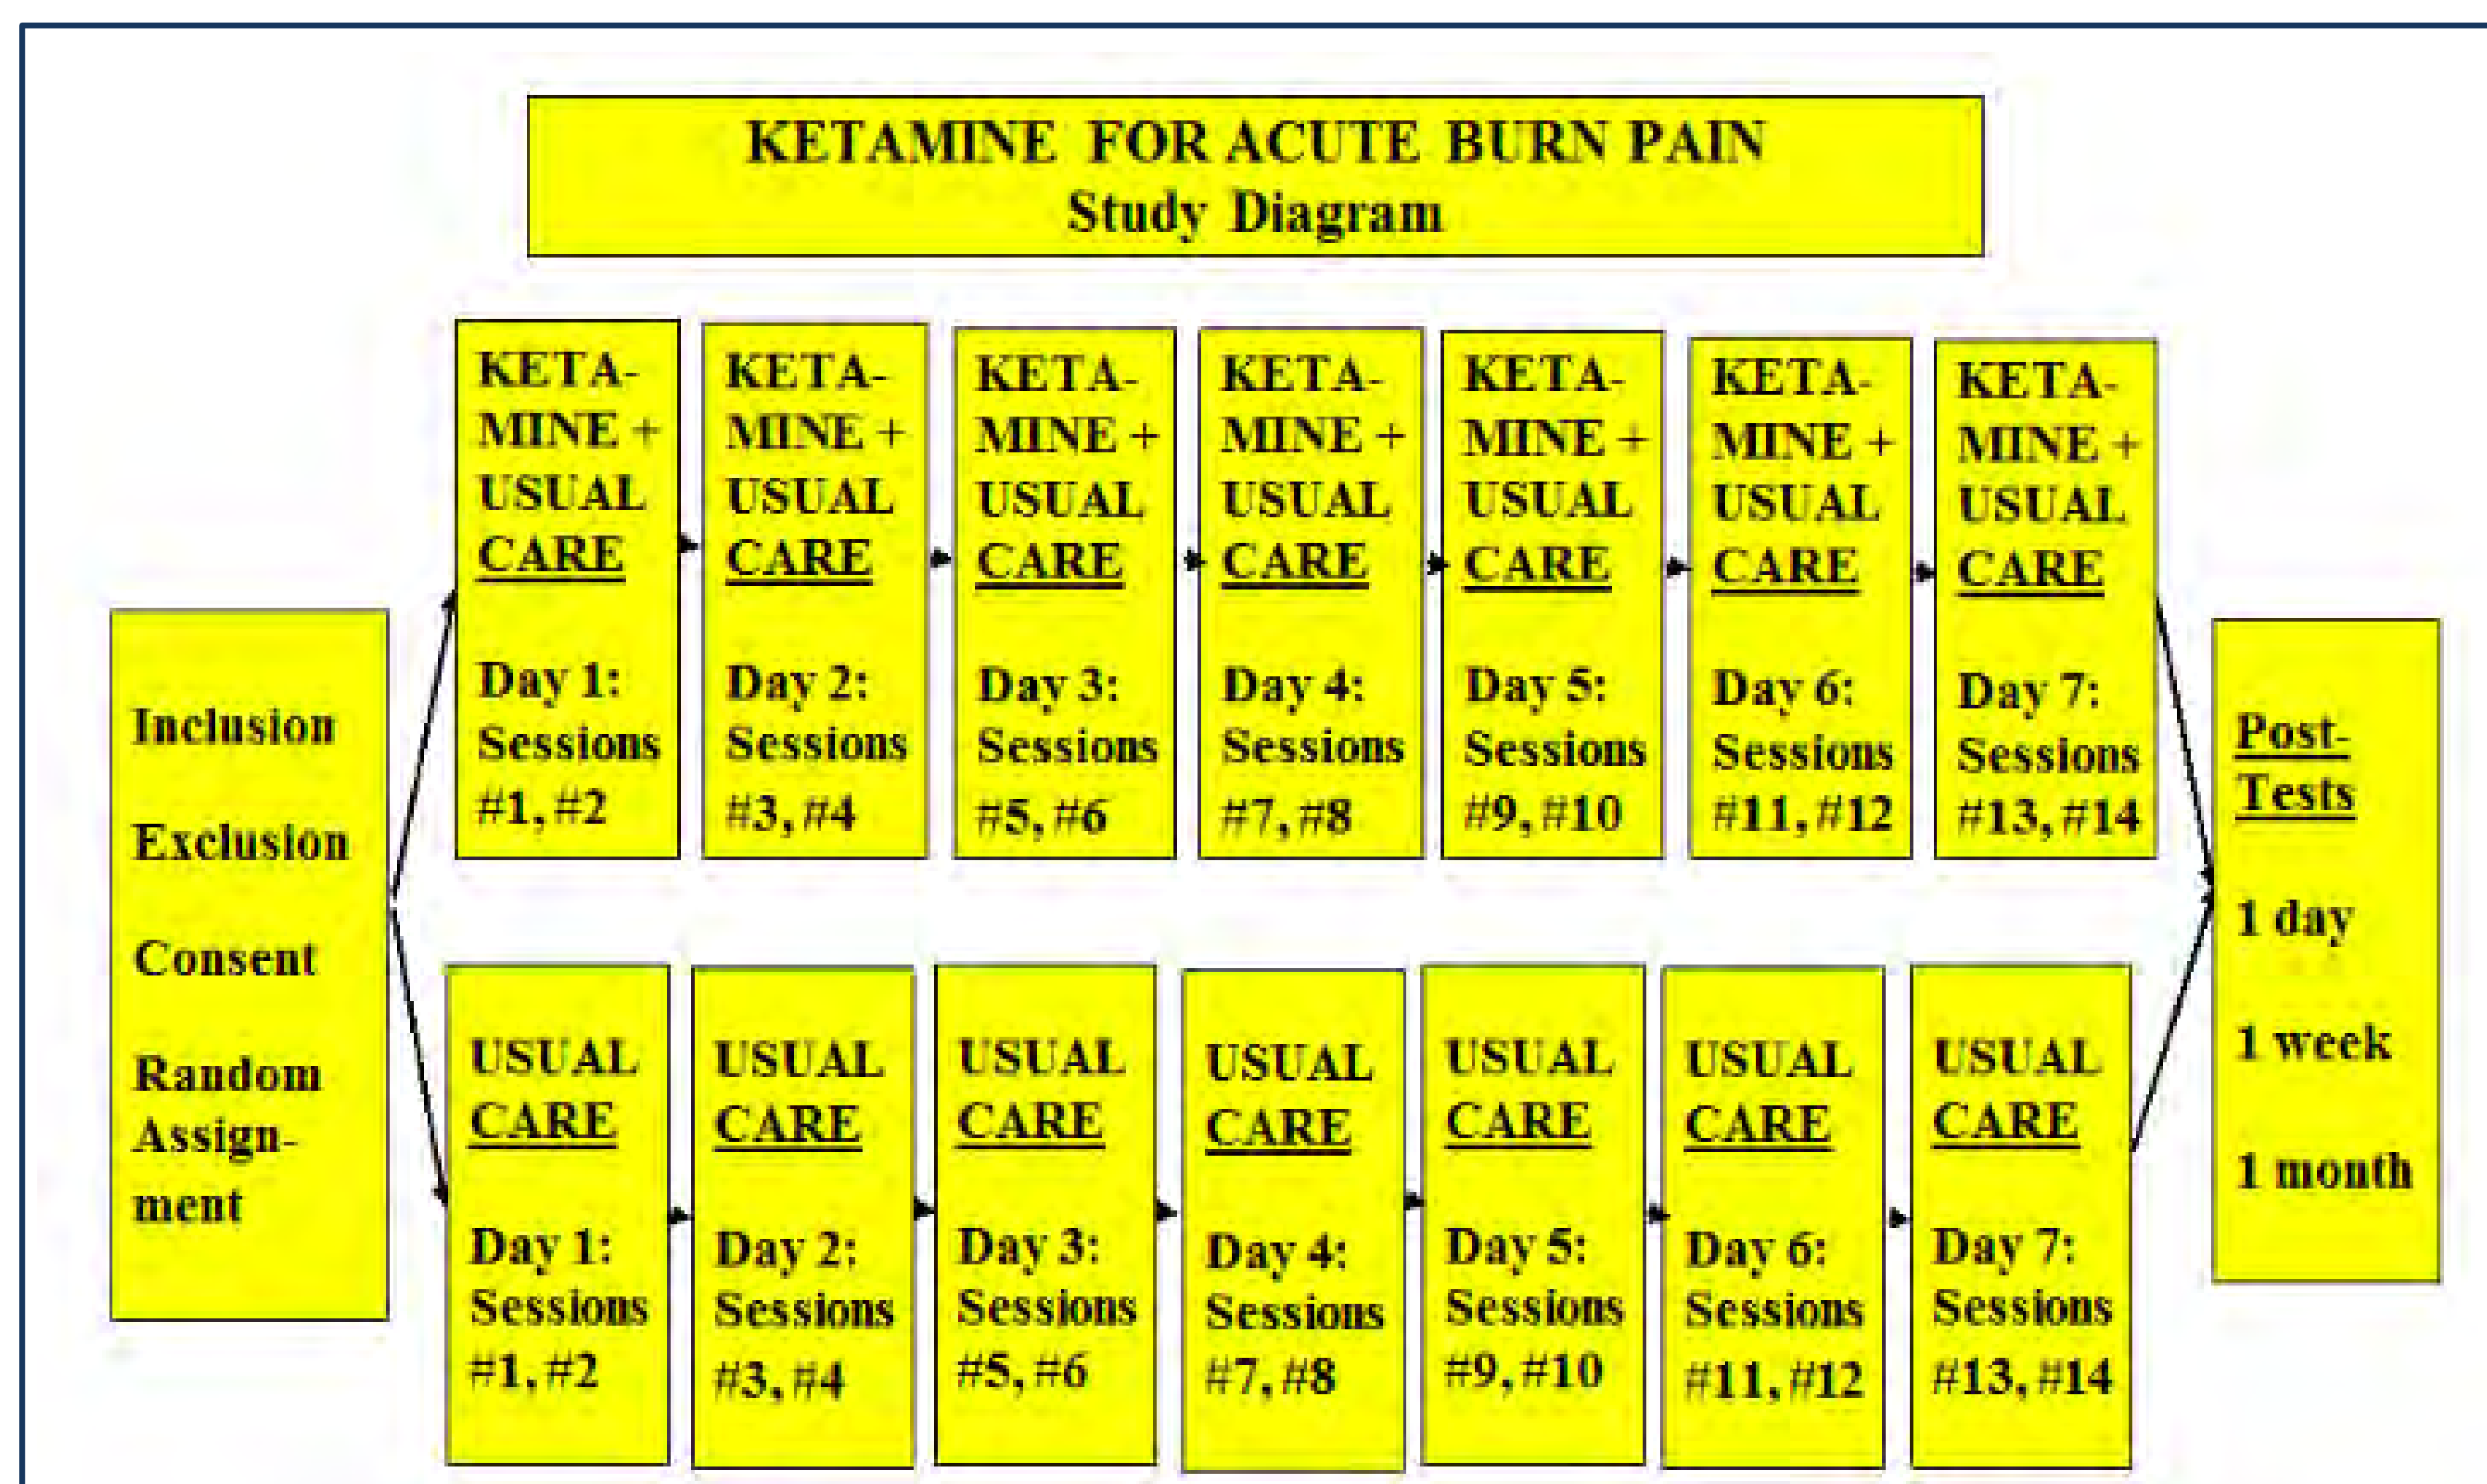 KETAMINE FOR ACUTE BURN PAIN
Study Diagram
Inclusion
Exclusion
Consent
Random
Assign-
ment
KETA-
MINE +
USUAL
CARE
Day 1:
Sessions
#1, #2
KETA-
MINE +
USUAL
CARE
Day 2:
Sessions
#3, #4
KETA-
MINE +
USUAL
CARE
Day 3:
Sessions
#5, #6
KETA-
MINE +
USUAL
CARE
Day 4:
Sessions
#7, #8
KETA-
MINE +
USUAL
CARE
Day 5:
Sessions
#9, #10
KETA-
MINE +
USUAL
CARE
Day 6:
Sessions
#11, #12
KETA-
MINE +
USUAL
CARE
Day 7:
Sessions
#13, #14
USUAL
CARE
Day 1:
Sessions
#1, #2
USUAL
CARE
Day 2:
Sessions
#3, #4
USUAL
CARE
Day 3:
Sessions
#5, #6
USUAL
CARE
Day 4:
Sessions
#7, #8
USUAL
CARE
Day 5:
Sessions
#9, #10
USUAL
CARE
Day 6:
Sessions
#11, #12
USUAL
CARE
Day 7:
Sessions
#13, #14
Post-
Tests
1 day
1 week
1 month